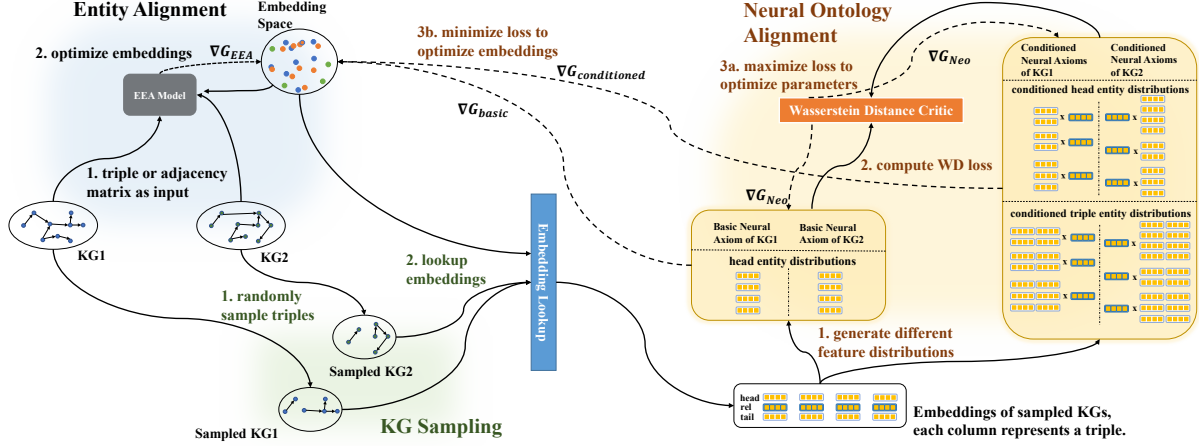 Entity Alignment
Embedding
Space
2. optimize embeddings
∇G_EEA
EEA Model
1. triple or adjacency
matrix as input
KG1
KG2
1. randomly
sample triples
2. lookup
embeddings
Sampled KG2
Sampled KG1
KG Sampling
Embedding Lookup
3b. minimize loss to
optimize embeddings
∇G_conditioned
∇G_basic
Neural Ontology
Alignment
∇G_Neo
3a. maximize loss to
optimize parameters
Wasserstein Distance Critic
2. compute WD loss
∇G_Neo
Basic Neural
Axiom of KG1
Basic Neural
Axiom of KG2
head entity distributions
1. generate different
feature distributions
Conditioned
Neural Axioms
of KG1
Conditioned
Neural Axioms
of KG2
conditioned head entity distributions
x
x
x
x
x
x
conditioned triple entity distributions
x
x
x
x
x
x
head
rel
tail
Embeddings of sampled KGs,
each column represents a triple.